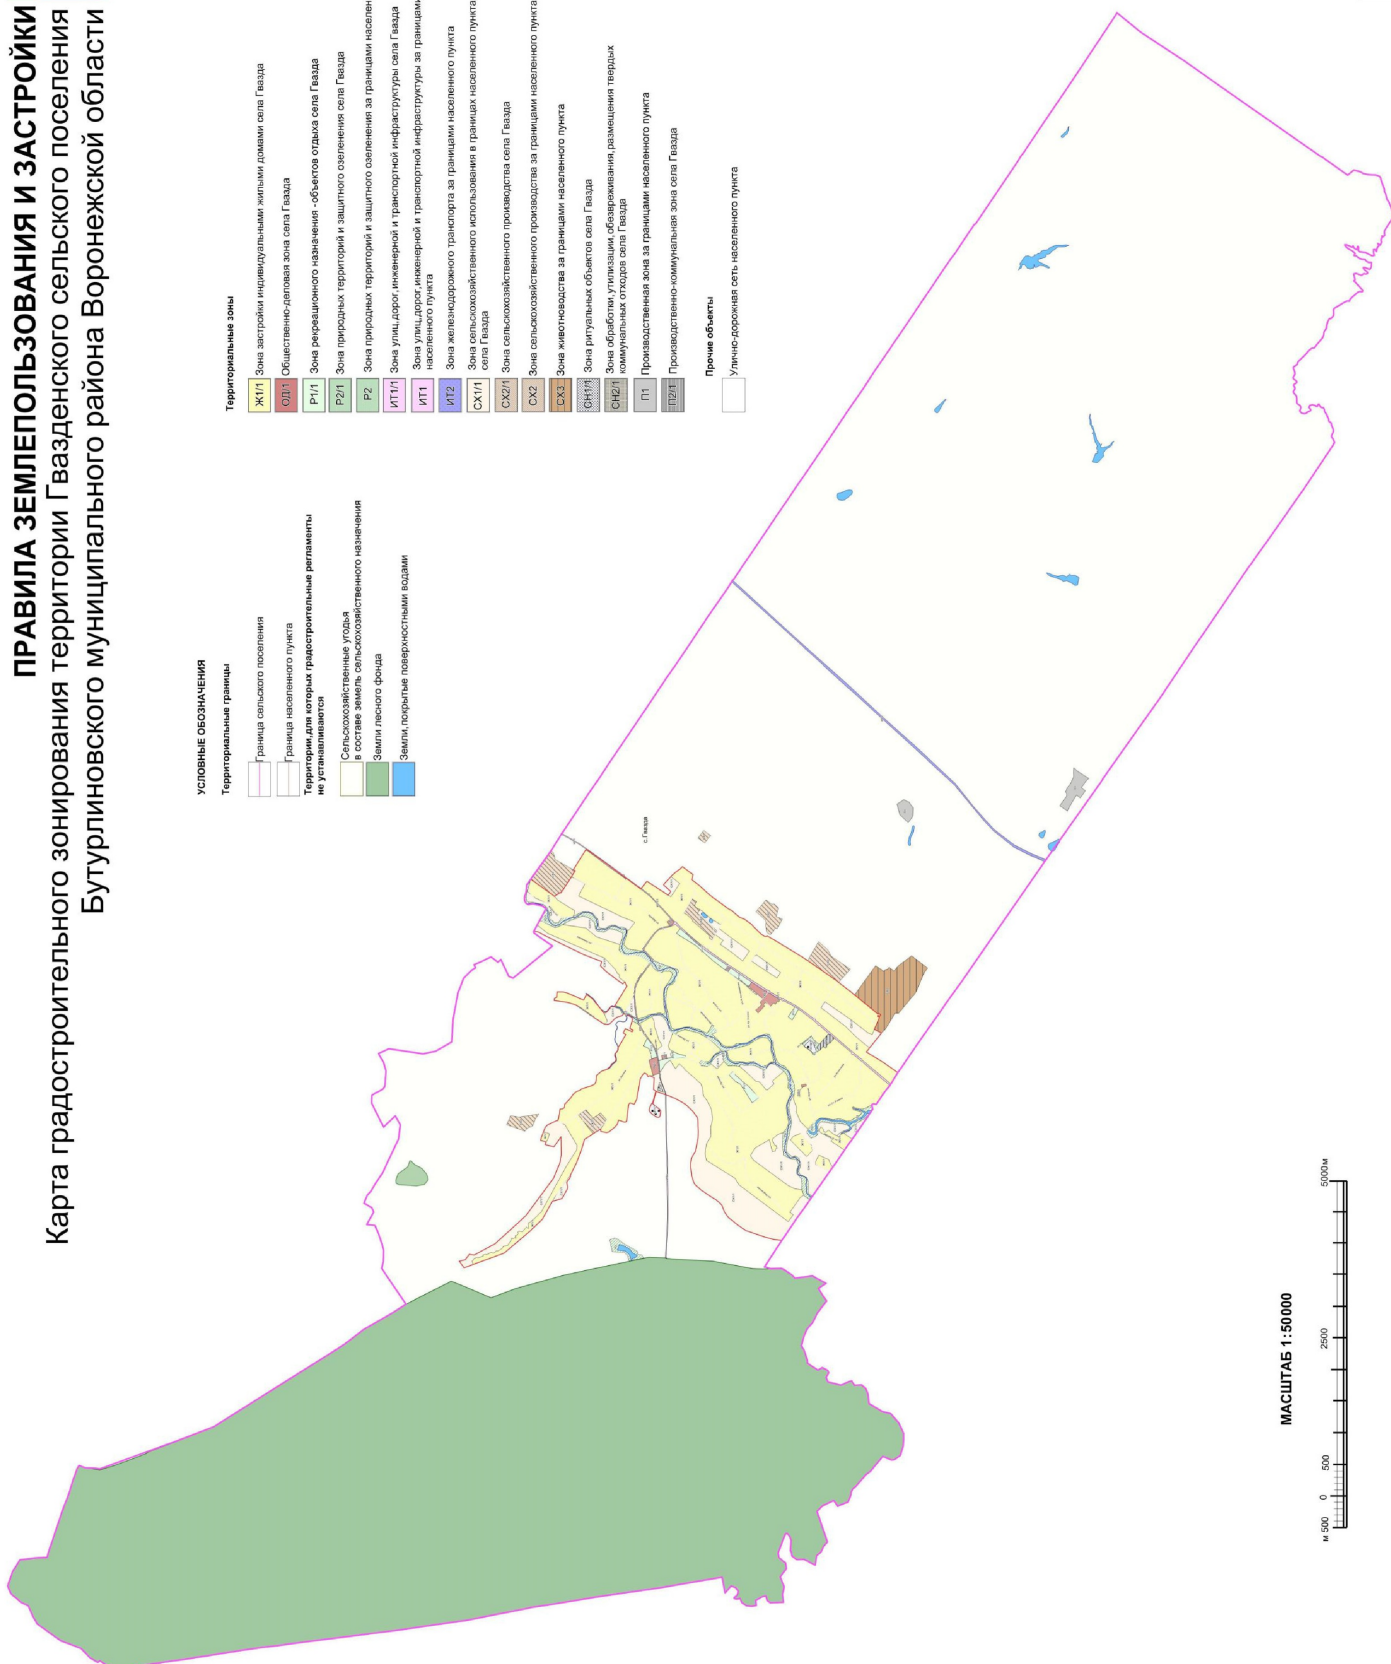 ПРАВИЛА ЗЕМЛЕПОЛЬЗОВАНИЯ И ЗАСТРОЙКИ
Карта градостроительного зонирования территории Гвазденского сельского поселения
Бутурлиновского муниципального района Воронежской области
УСЛОВНЫЕ ОБОЗНАЧЕНИЯ
Территориальные границы
Граница сельского поселения
Граница населенного пункта
Территории,для которых градостроительные регламенты
не устанавливаются
Сельскохозяйственные угодья
в составе земель сельскохозяйственного назначения
Земли лесного фонда
Земли,покрытые поверхностными водами
Территориальные зоны
Ж1/1 Зона застройки индивидуальными жилыми домами села Гвазда
ОД/1 Общественно-деловая зона села Гвазда
Р1/1 Зона рекреационного назначения -объектов отдыха села Гвазда
Р2/1 Зона природных территорий и защитного озеленения села Гвазда
Р2 Зона природных территорий и защитного озеленения за границами населен
ИТ1/1 Зона улиц,дорог,инженерной и транспортной инфраструктуры села Гвазда
ИТ1 Зона улиц,дорог,инженерной и транспортной инфраструктуры за границами
населенного пункта
ИТ2 Зона железнодорожного транспорта за границами населенного пункта
СХ1/1 Зона сельскохозяйственного использования в границах населенного пункта
села Гвазда
СХ2/1 Зона сельскохозяйственного производства села Гвазда
СХ2 Зона сельскохозяйственного производства за границами населенного пункта
СХ3 Зона животноводства за границами населенного пункта
СН1/1 Зона ритуальных объектов села Гвазда
СН2/1 Зона обработки,утилизации,обезвреживания,размещения твердых
коммунальных отходов села Гвазда
П1 Производственная зона за границами населенного пункта
П2/1 Производственно-коммунальная зона села Гвазда
Прочие объекты
Улично-дорожная сеть населенного пункта
с.Гвазда
МАСШТАБ 1:50000
м 500 0 500 2500 5000м